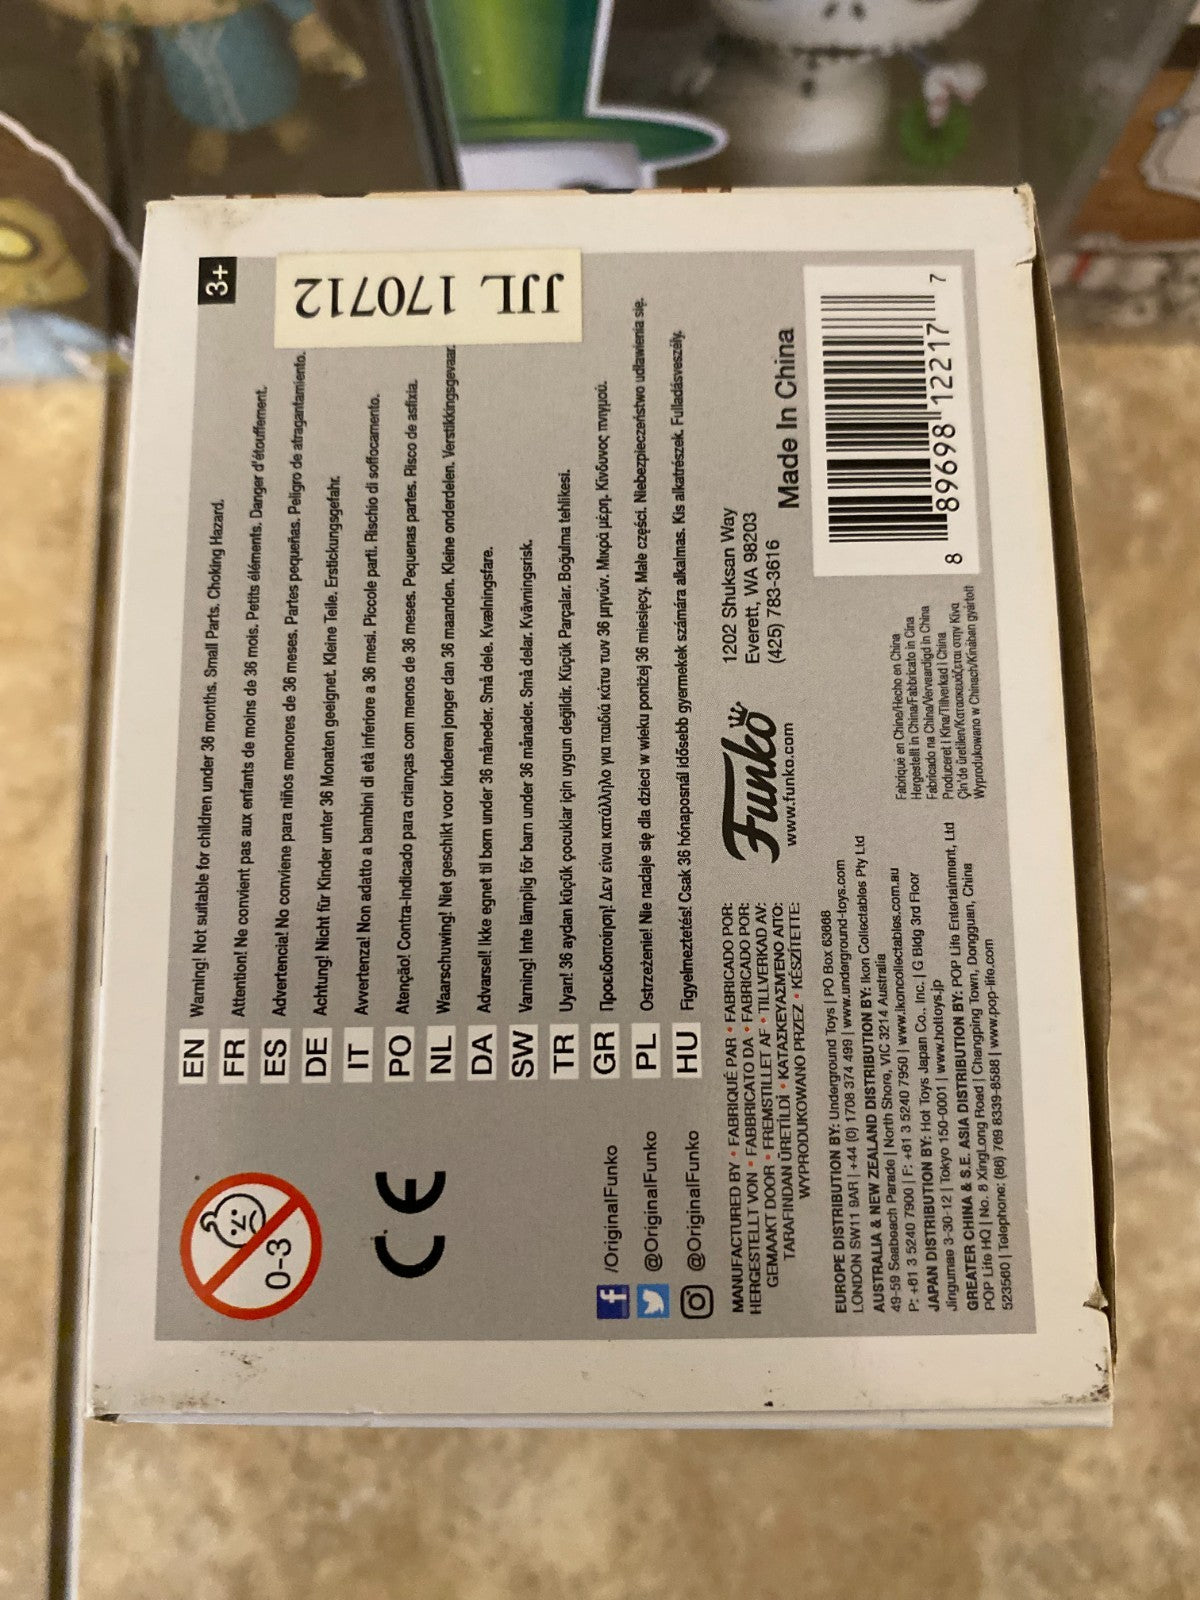 3+
JJL 170712
0-3
CE
EN Warning! Not suitable for children under 36 months. Small Parts. Choking Hazard.
FR Attention! Ne convient pas aux enfants de moins de 36 mois. Petits éléments. Danger d'étouffement.
ES Advertencia! No conviene para niños menores de 36 meses. Partes pequeñas. Peligro de atragantamiento.
DE Achtung! Nicht für Kinder unter 36 Monaten geeignet. Kleine Teile. Erstickungsgefahr.
IT Avvertenza! Non adatto a bambini di età inferiore a 36 mesi. Piccole parti. Rischio di soffocamento.
PO Atenção! Contra-indicado para crianças com menos de 36 meses. Pequenas partes. Risco de asfixia.
NL Waarschuwing! Niet geschikt voor kinderen jonger dan 36 maanden. Kleine onderdelen. Verstikkingsgevaar.
DA Advarsel! Ikke egnet til børn under 36 måneder. Små dele. Kvælningsfare.
SW Varning! Inte lämplig för barn under 36 månader. Små delar. Kvävningsrisk.
TR Uyarı! 36 aydan küçük çocuklar için uygun değildir. Küçük Parçalar. Boğulma tehlikesi.
GR Προειδοποίηση! Δεν είναι κατάλληλο για παιδιά κάτω των 36 μηνών. Μικρά μέρη. Κίνδυνος πνιγμού.
PL Ostrzeżenie! Nie nadaje się dla dzieci w wieku poniżej 36 miesięcy. Małe części. Niebezpieczeństwo udławienia się.
HU Figyelmeztetés! Csak 36 hónaposnál idősebb gyermekek számára alkalmas. Kis alkatrészek. Fulladásveszély.
/OriginalFunko
@OriginalFunko
@OriginalFunko
MANUFACTURED BY • FABRIQUÉ PAR • FABRICADO POR:
HERGESTELLT VON • FABBRICATO DA • FABRICADO POR:
GEMAAKT DOOR • FREMSTILLET AF • TILLVERKAD AV:
TARAFINDAN ÜRETİLDİ • ΚΑΤΑΣΚΕΥΑΣΜΈΝΟ ΑΠΌ:
WYPRODUKOWANO PRZEZ • KÉSZÍTETTE:
Funko
www.funko.com
1202 Shuksan Way
Everett, WA 98203
(425) 783-3616
Made In China
EUROPE DISTRIBUTION BY: Underground Toys | PO Box 63668
LONDON SW11 9AR | +44 (0) 1708 374 499 | www.underground-toys.com
AUSTRALIA & NEW ZEALAND DISTRIBUTION BY: Ikon Collectables Pty Ltd
49-59 Seabeach Parade | North Shore, VIC 3214 Australia
P: +61 3 5240 7900 | F: +61 3 5240 7950 | www.ikoncollectables.com.au
JAPAN DISTRIBUTION BY: Hot Toys Japan Co., Inc. | G Bldg 3rd Floor
Jingumae 3-30-12 | Tokyo 150-0001 | www.hottoys.jp
GREATER CHINA & S.E. ASIA DISTRIBUTION BY: POP Life Entertainment, Ltd
POP Life HQ | No. 8 XingLong Road | Changping Town, Dongguan, China
523560 | Telephone: (86) 769 8339-8588 | www.pop-life.com
Fabriqué en Chine/Hecho en China
Hergestellt in China/Fabbricato in Cina
Fabricado na China/Vervaardigd in China
Produceret i Kina/Tillverkad i China
Çin'de üretilen/Κατασκευάζεται στην Κίνα
Wyprodukowano w Chinach/Kínában gyártott
8 89698 12217 7